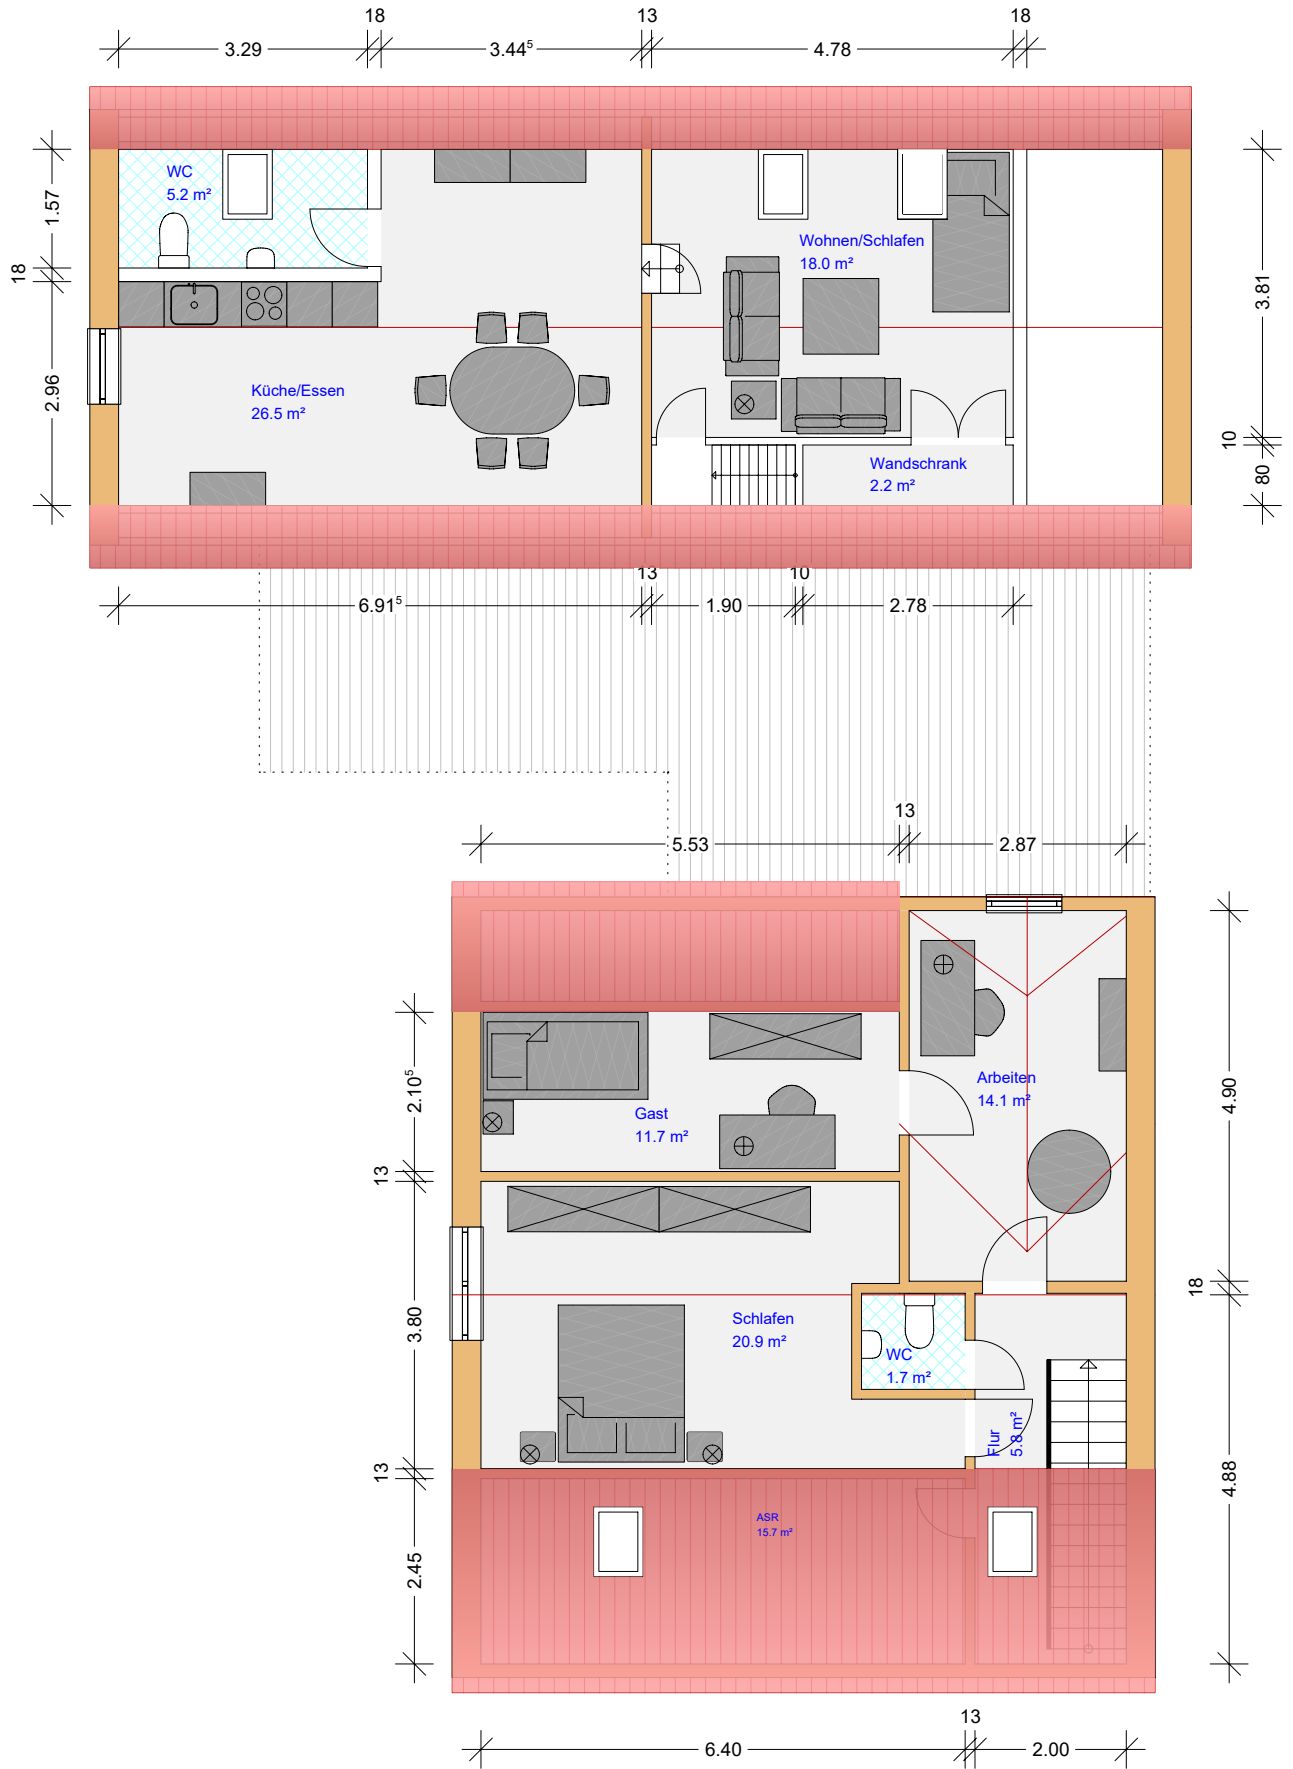 18
13
18
3.29
3.44⁵
4.78
WC
5.2 m²
1.57
18
2.96
Wohnen/Schlafen
18.0 m²
3.81
10
80
Küche/Essen
26.5 m²
Wandschrank
2.2 m²
13
10
6.91⁵
1.90
2.78
13
5.53
2.87
2.10⁵
13
3.80
13
2.45
Gast
11.7 m²
Arbeiten
14.1 m²
4.90
18
4.88
Schlafen
20.9 m²
WC
1.7 m²
Flur
5.8 m²
ASR
15.7 m²
13
6.40
2.00